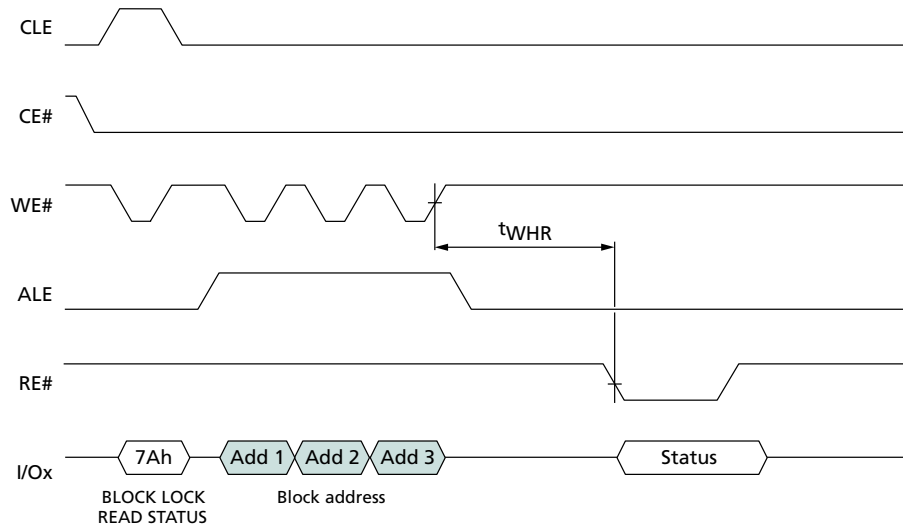 CLE
CE#
WE#
tWHR
ALE
RE#
I/Ox
7Ah
Add 1
Add 2
Add 3
Status
BLOCK LOCK
READ STATUS
Block address